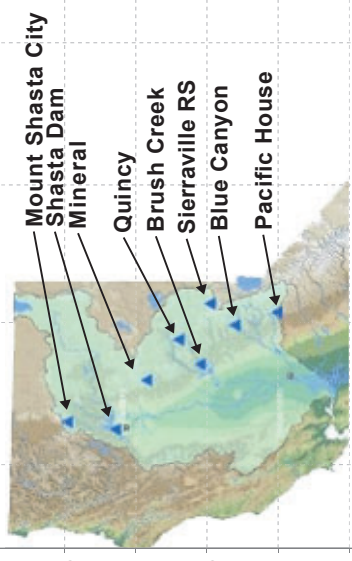 Mount Shasta City
Shasta Dam
Mineral
Quincy
Brush Creek
Sierraville RS
Blue Canyon
Pacific House